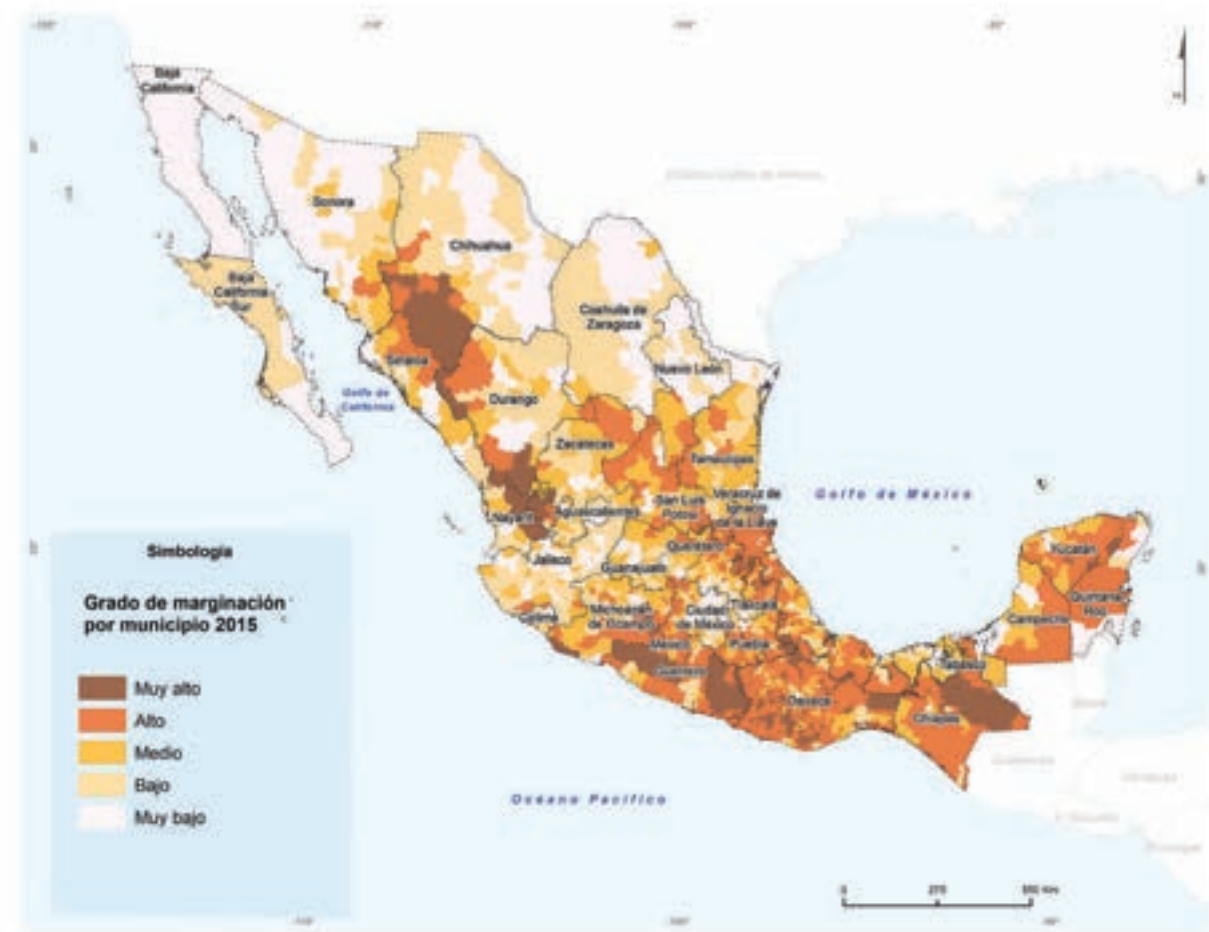 Baja
California
Sonora
Chihuahua
Baja
California
Sur
Coahuila de
Zaragoza
Sinaloa
Nuevo León
Golfo de
California
Durango
Zacatecas
Tamaulipas
San Luis
Potosí
Veracruz de
Ignacio
de la Llave
Golfo de México
Nayarit
Aguascalientes
Querétaro
Jalisco
Guanajuato
Yucatán
Quintana
Roo
Campeche
Colima
Michoacán
de Ocampo
Ciudad
de México
Tlaxcala
México
Puebla
Guerrero
Tabasco
Oaxaca
Chiapas
Océano Pacífico
Simbología
Grado de marginación
por municipio 2015
Muy alto
Alto
Medio
Bajo
Muy bajo
0